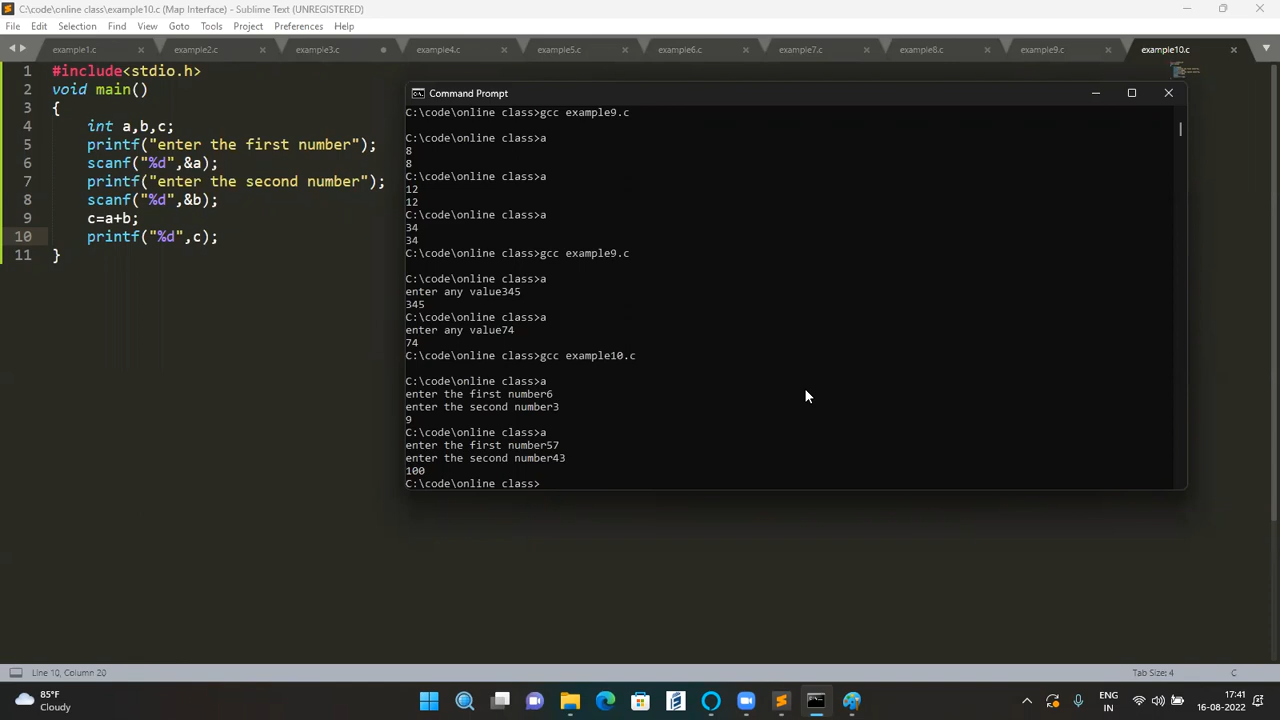 C:\code\online class\example10.c (Map Interface) - Sublime Text (UNREGISTERED)
File Edit Selection Find View Goto Tools Project Preferences Help
example1.c example2.c example3.c example4.c example5.c example6.c example7.c example8.c example9.c example10.c
1 #include<stdio.h>
2 void main()
3 {
4 int a,b,c;
5 printf("enter the first number");
6 scanf("%d",&a);
7 printf("enter the second number");
8 scanf("%d",&b);
9 c=a+b;
10 printf("%d",c);
11 }
Command Prompt
C:\code\online class>gcc example9.c
C:\code\online class>a
8
8
C:\code\online class>a
12
12
C:\code\online class>a
34
34
C:\code\online class>gcc example9.c
C:\code\online class>a
enter any value345
345
C:\code\online class>a
enter any value74
74
C:\code\online class>gcc example10.c
C:\code\online class>a
enter the first number6
enter the second number3
9
C:\code\online class>a
enter the first number57
enter the second number43
100
C:\code\online class>
Line 10, Column 20 Tab Size: 4 C
85°F
Cloudy
ENG
IN
17:41
16-08-2022